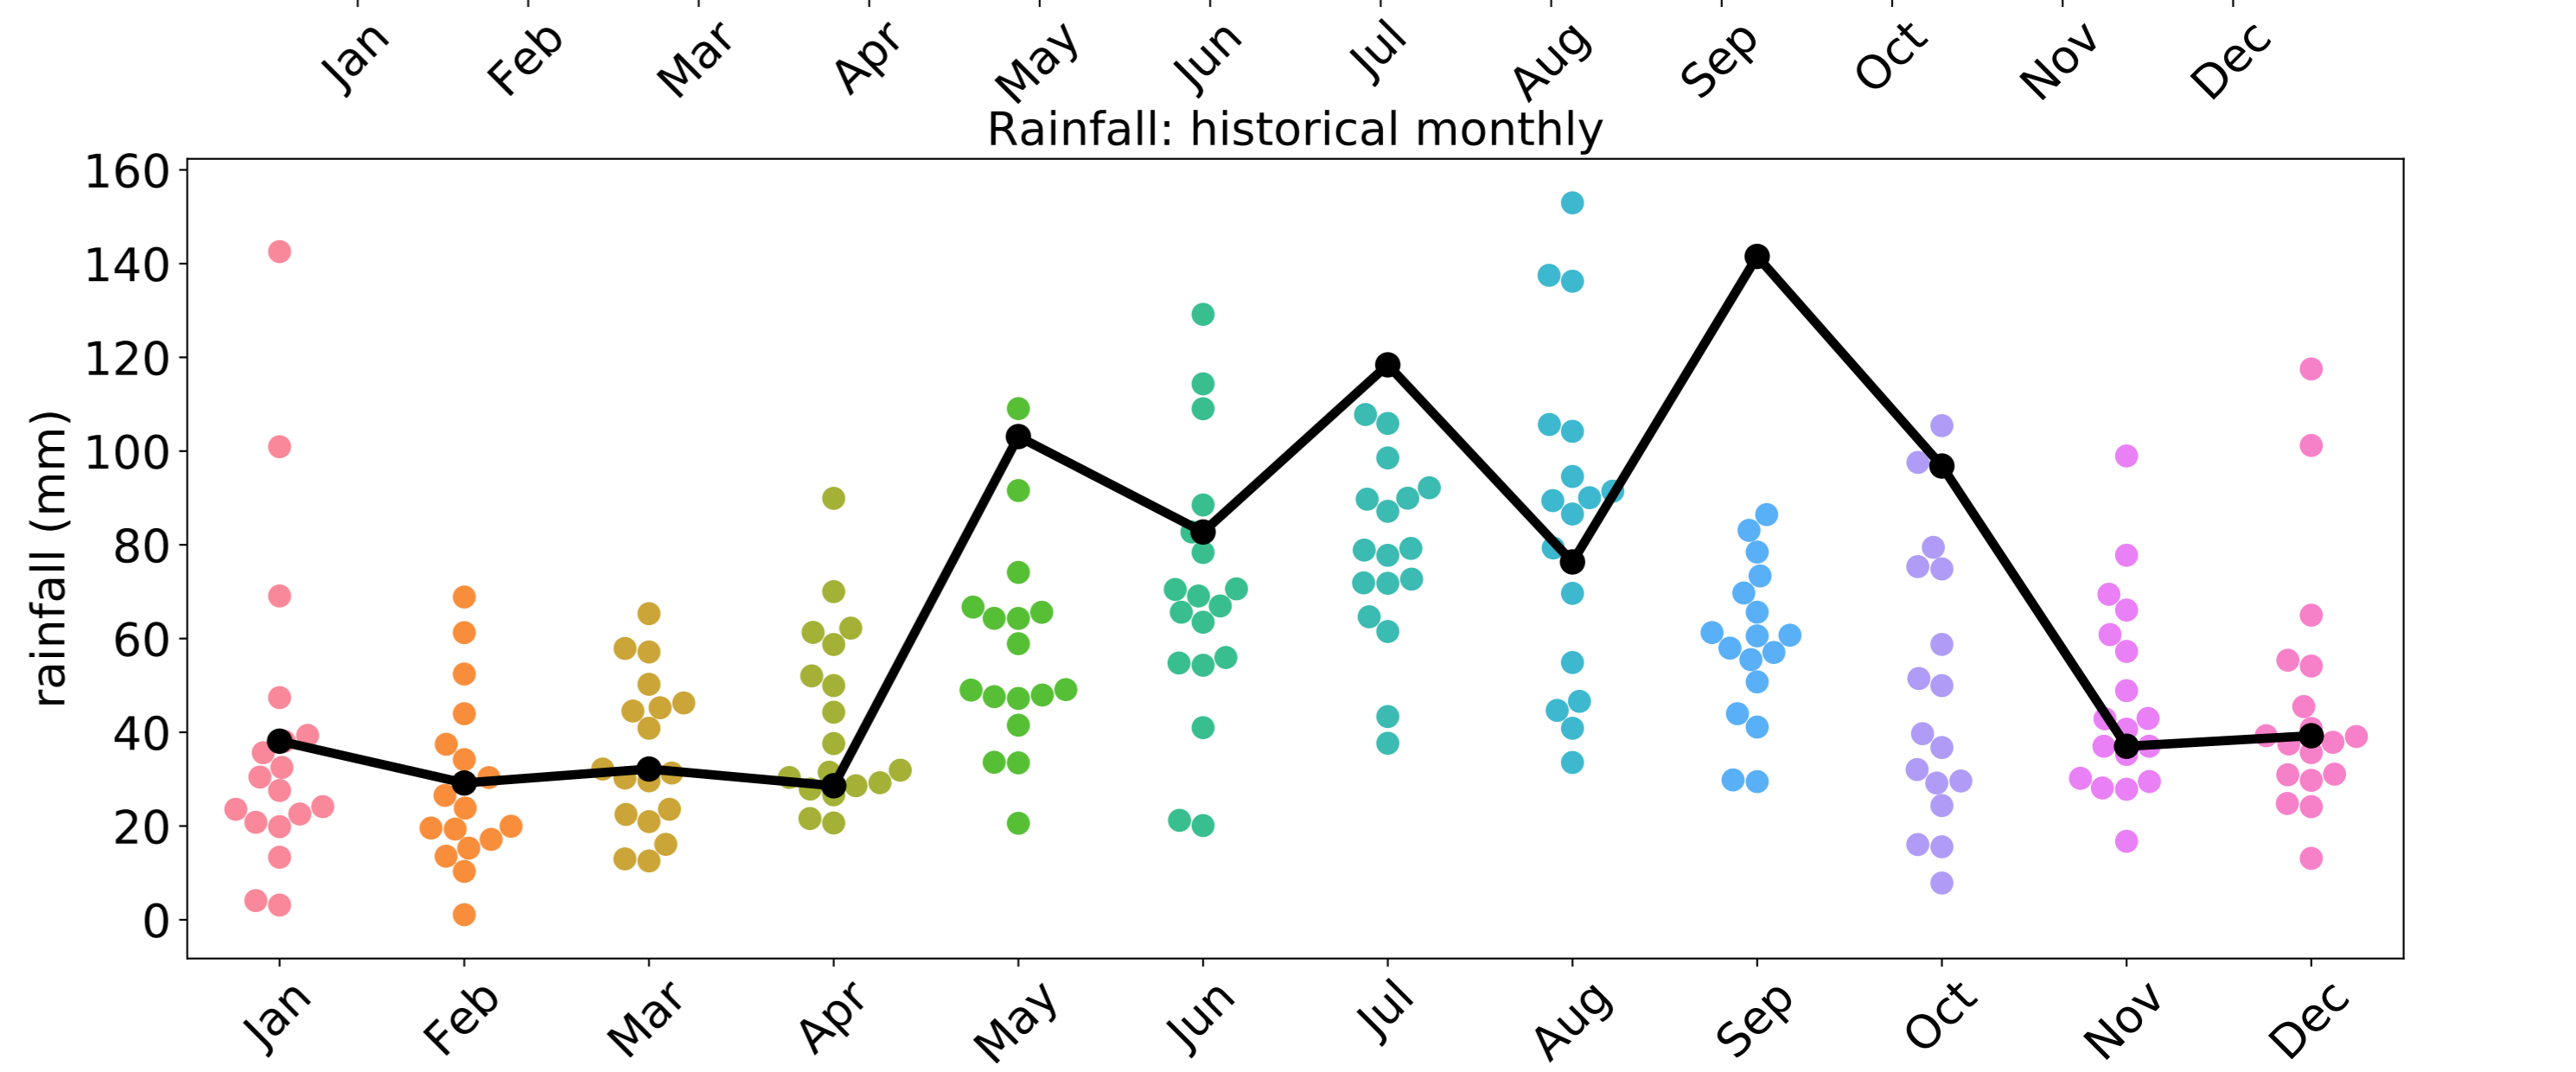 Jan Feb Mar Apr May Jun Jul Aug Sep Oct Nov Dec
Rainfall: historical monthly
160
140
120
100
80
60
40
20
0
rainfall (mm)
Jan Feb Mar Apr May Jun Jul Aug Sep Oct Nov Dec